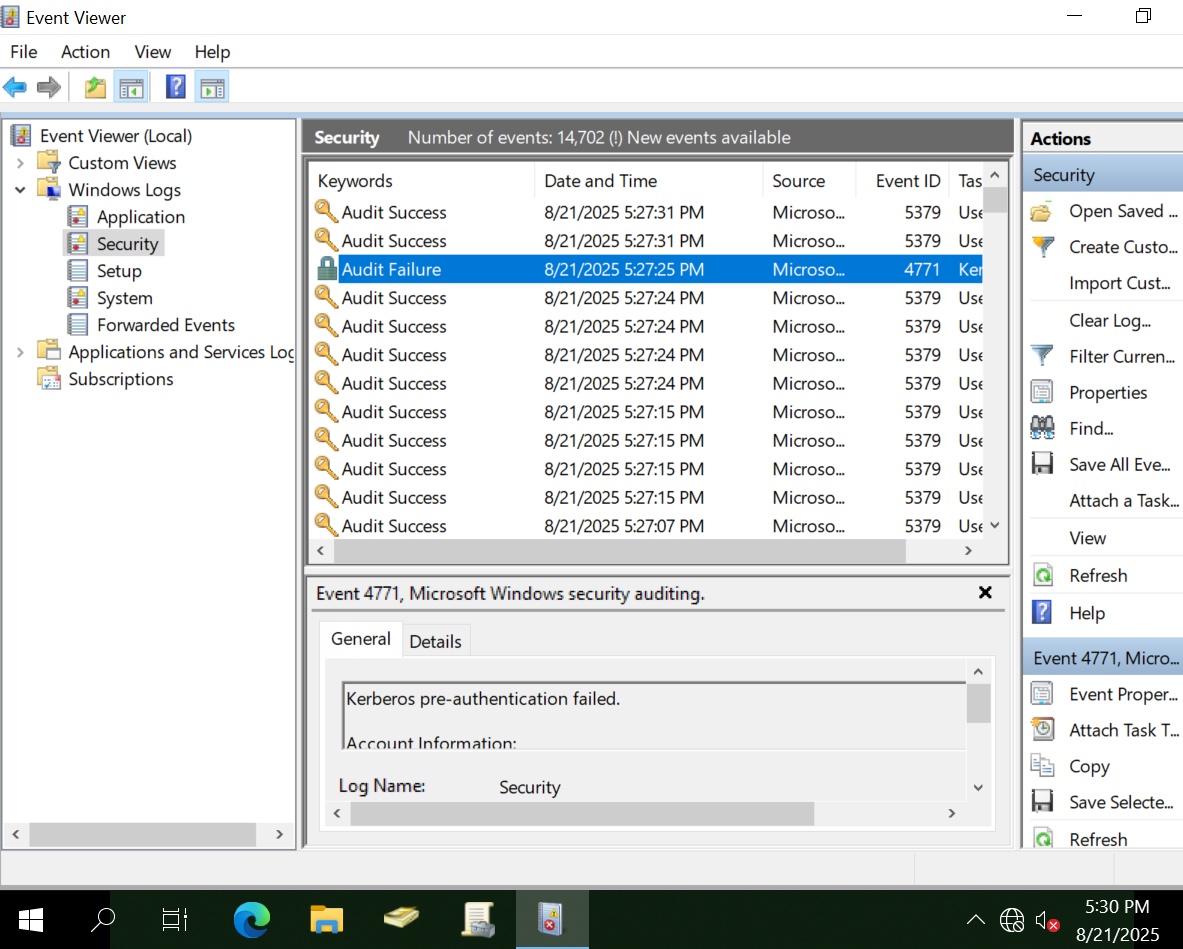 Event Viewer
File Action View Help
Event Viewer (Local)
Custom Views
Windows Logs
Application
Security
Setup
System
Forwarded Events
Applications and Services Log
Subscriptions
Security Number of events: 14,702 (!) New events available
Keywords Date and Time Source Event ID Tas
Audit Success 8/21/2025 5:27:31 PM Microso... 5379 Use
Audit Success 8/21/2025 5:27:31 PM Microso... 5379 Use
Audit Failure 8/21/2025 5:27:25 PM Microso... 4771 Ker
Audit Success 8/21/2025 5:27:24 PM Microso... 5379 Use
Audit Success 8/21/2025 5:27:24 PM Microso... 5379 Use
Audit Success 8/21/2025 5:27:24 PM Microso... 5379 Use
Audit Success 8/21/2025 5:27:24 PM Microso... 5379 Use
Audit Success 8/21/2025 5:27:15 PM Microso... 5379 Use
Audit Success 8/21/2025 5:27:15 PM Microso... 5379 Use
Audit Success 8/21/2025 5:27:15 PM Microso... 5379 Use
Audit Success 8/21/2025 5:27:15 PM Microso... 5379 Use
Audit Success 8/21/2025 5:27:07 PM Microso... 5379 Use
Event 4771, Microsoft Windows security auditing.
General Details
Kerberos pre-authentication failed.
Account Information:
Log Name: Security
Actions
Security
Open Saved ...
Create Custo...
Import Cust...
Clear Log...
Filter Curren...
Properties
Find...
Save All Eve...
Attach a Task...
View
Refresh
Help
Event 4771, Micro...
Event Proper...
Attach Task T...
Copy
Save Selecte...
Refresh
5:30 PM
8/21/2025